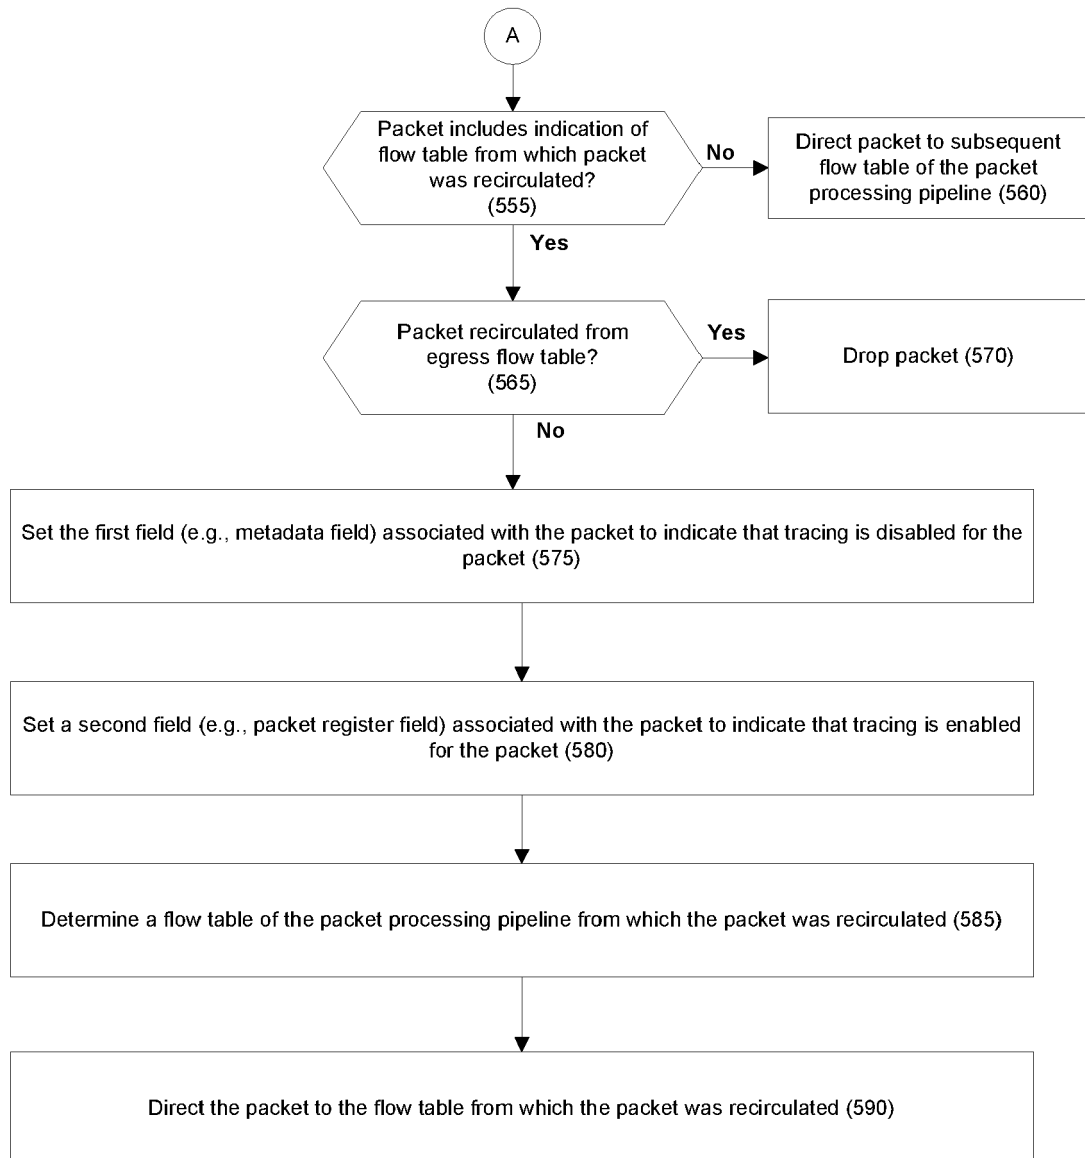 A
Packet includes indication of
flow table from which packet
was recirculated?
(555)
No
Direct packet to subsequent
flow table of the packet
processing pipeline (560)
Yes
Packet recirculated from
egress flow table?
(565)
Yes
Drop packet (570)
No
Set the first field (e.g., metadata field) associated with the packet to indicate that tracing is disabled for the
packet (575)
Set a second field (e.g., packet register field) associated with the packet to indicate that tracing is enabled
for the packet (580)
Determine a flow table of the packet processing pipeline from which the packet was recirculated (585)
Direct the packet to the flow table from which the packet was recirculated (590)